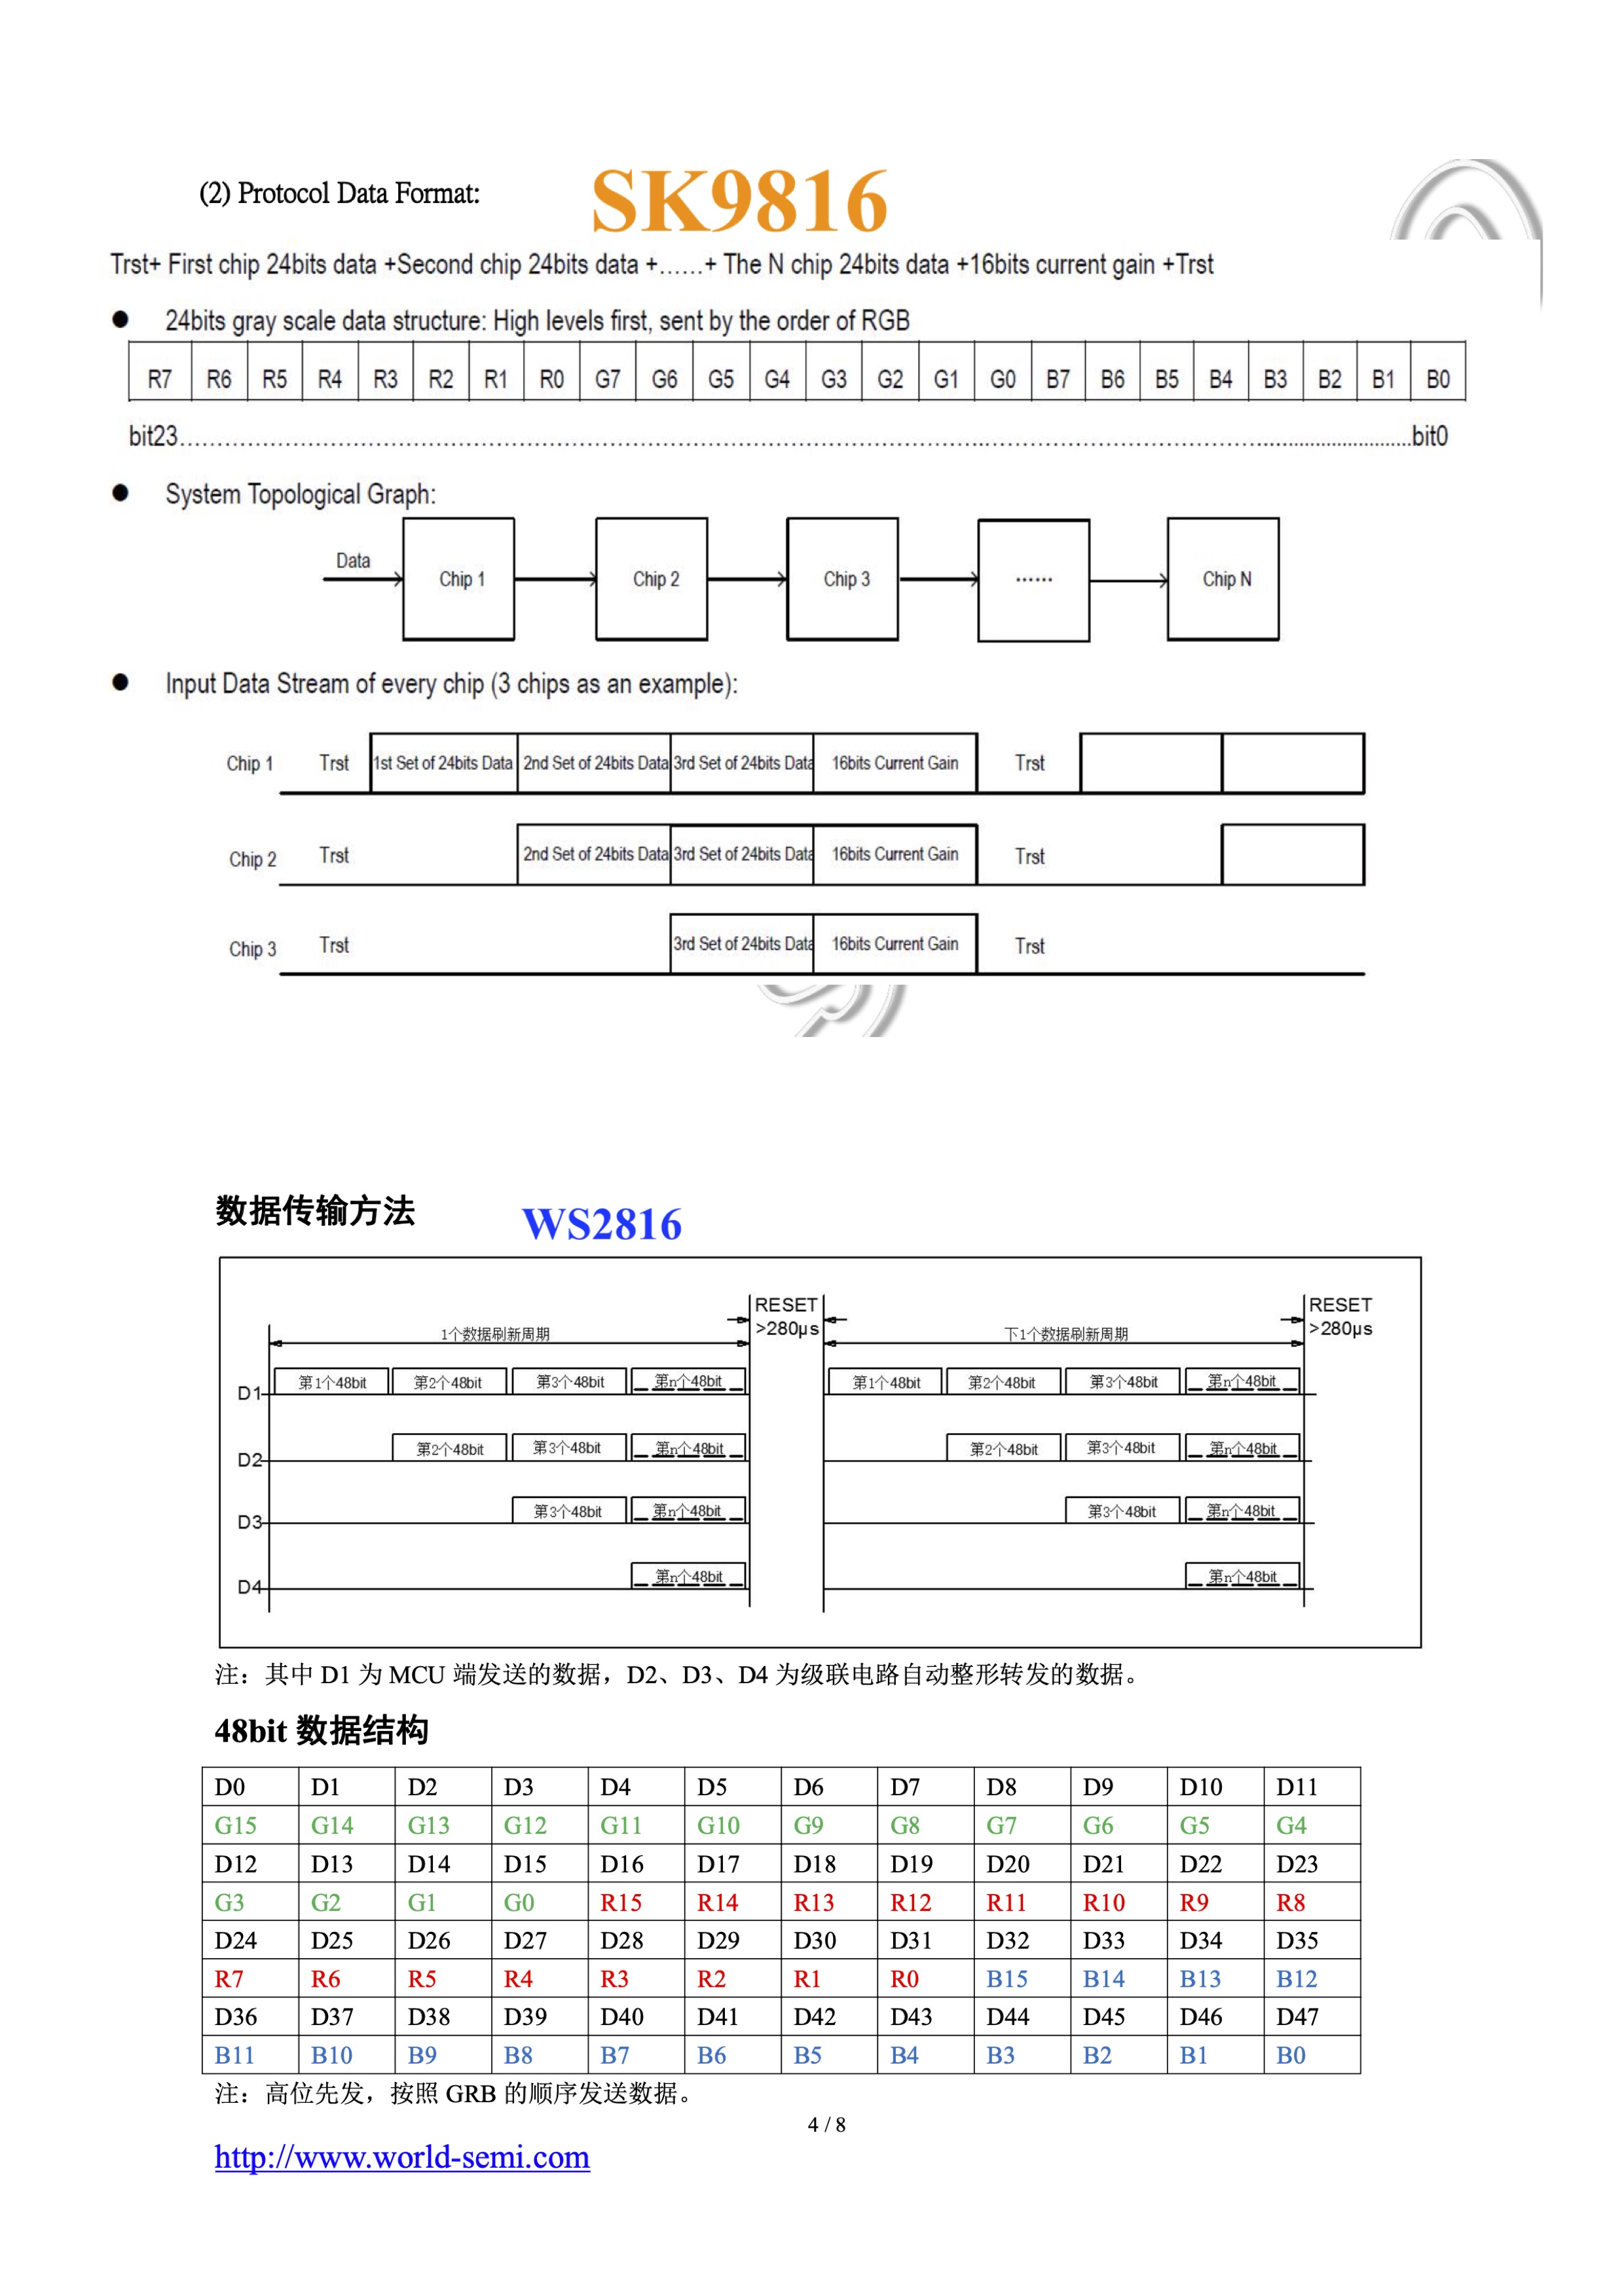 (2) Protocol Data Format:
SK9816
Trst+ First chip 24bits data +Second chip 24bits data +......+ The N chip 24bits data +16bits current gain +Trst
● 24bits gray scale data structure: High levels first, sent by the order of RGB
R7 R6 R5 R4 R3 R2 R1 R0 G7 G6 G5 G4 G3 G2 G1 G0 B7 B6 B5 B4 B3 B2 B1 B0
bit23......bit0
● System Topological Graph:
Data
Chip 1 Chip 2 Chip 3 ...... Chip N
● Input Data Stream of every chip (3 chips as an example):
Chip 1 Trst 1st Set of 24bits Data 2nd Set of 24bits Data 3rd Set of 24bits Data 16bits Current Gain Trst
Chip 2 Trst 2nd Set of 24bits Data 3rd Set of 24bits Data 16bits Current Gain Trst
Chip 3 Trst 3rd Set of 24bits Data 16bits Current Gain Trst
数据传输方法
WS2816
RESET RESET
>280μs >280μs
1个数据刷新周期 下1个数据刷新周期
D1 第1个48bit 第2个48bit 第3个48bit 第n个48bit 第1个48bit 第2个48bit 第3个48bit 第n个48bit
D2 第2个48bit 第3个48bit 第n个48bit 第2个48bit 第3个48bit 第n个48bit
D3 第3个48bit 第n个48bit 第3个48bit 第n个48bit
D4 第n个48bit 第n个48bit
注：其中 D1 为 MCU 端发送的数据，D2、D3、D4 为级联电路自动整形转发的数据。
48bit 数据结构
D0 D1 D2 D3 D4 D5 D6 D7 D8 D9 D10 D11
G15 G14 G13 G12 G11 G10 G9 G8 G7 G6 G5 G4
D12 D13 D14 D15 D16 D17 D18 D19 D20 D21 D22 D23
G3 G2 G1 G0 R15 R14 R13 R12 R11 R10 R9 R8
D24 D25 D26 D27 D28 D29 D30 D31 D32 D33 D34 D35
R7 R6 R5 R4 R3 R2 R1 R0 B15 B14 B13 B12
D36 D37 D38 D39 D40 D41 D42 D43 D44 D45 D46 D47
B11 B10 B9 B8 B7 B6 B5 B4 B3 B2 B1 B0
注：高位先发，按照 GRB 的顺序发送数据。
4 / 8
http://www.world-semi.com